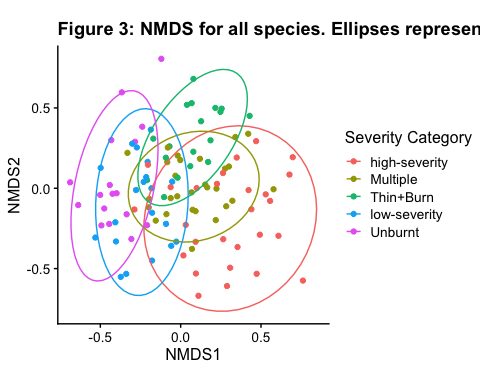 Figure 3: NMDS for all species. Ellipses represen
Severity Category
high-severity
Multiple
Thin+Burn
low-severity
Unburnt
NMDS2
0.5
0.0
-0.5
-0.5
0.0
0.5
NMDS1